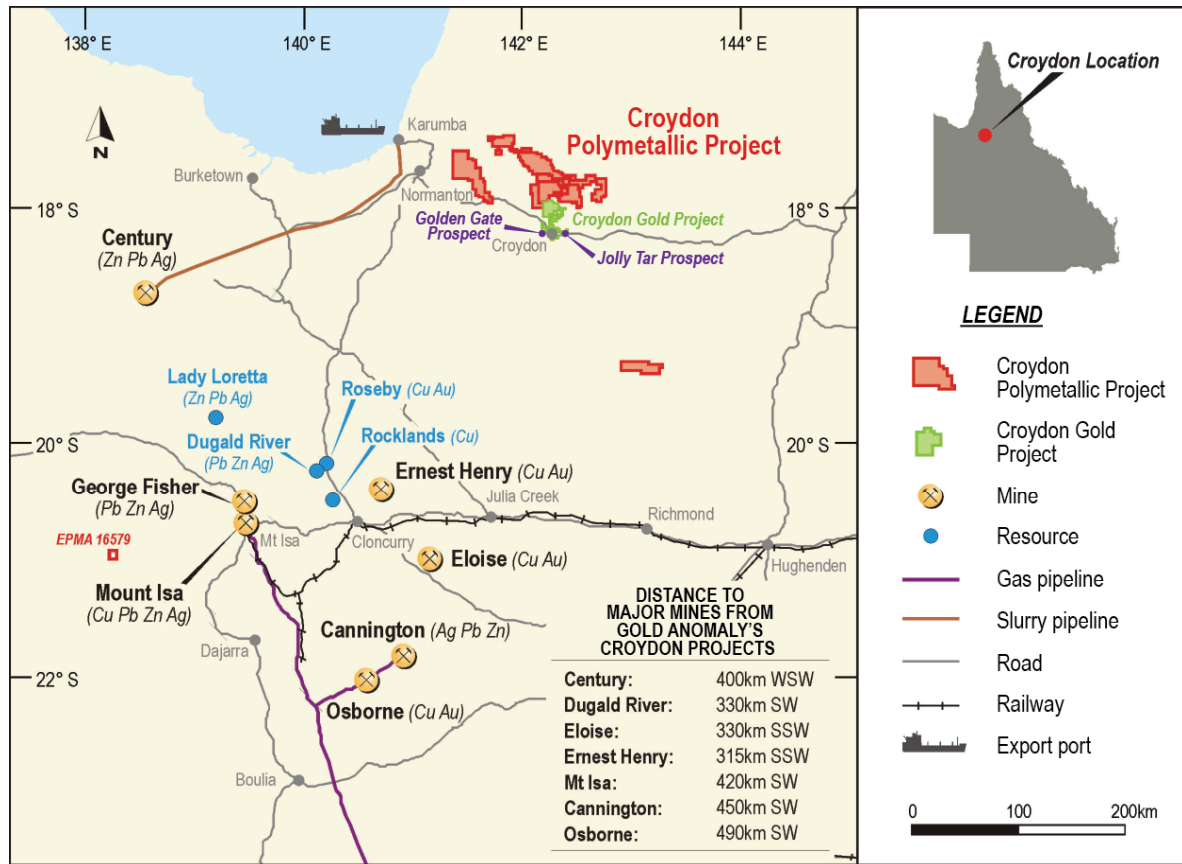 138° E
140° E
142° E
144° E
Croydon Location
N
Karumba
Croydon
Polymetallic Project
Burketown
Normanton
18° S
18° S
Golden Gate
Prospect
Croydon Gold Project
Croydon
Jolly Tar Prospect
Century
(Zn Pb Ag)
LEGEND
Croydon
Polymetallic Project
Croydon Gold
Project
Mine
Resource
Gas pipeline
Slurry pipeline
Road
Railway
Export port
0
100
200km
Lady Loretta
(Zn Pb Ag)
Roseby (Cu Au)
20° S
20° S
Dugald River
(Pb Zn Ag)
Rocklands (Cu)
Ernest Henry (Cu Au)
George Fisher
(Pb Zn Ag)
Julia Creek
Richmond
EPMA 16579
Mt Isa
Cloncurry
Hughenden
Eloise (Cu Au)
Mount Isa
(Cu Pb Zn Ag)
Cannington (Ag Pb Zn)
Dajarra
22° S
Osborne (Cu Au)
Boulia
DISTANCE TO
MAJOR MINES FROM
GOLD ANOMALY'S
CROYDON PROJECTS
Century: 400km WSW
Dugald River: 330km SW
Eloise: 330km SSW
Ernest Henry: 315km SSW
Mt Isa: 420km SW
Cannington: 450km SW
Osborne: 490km SW